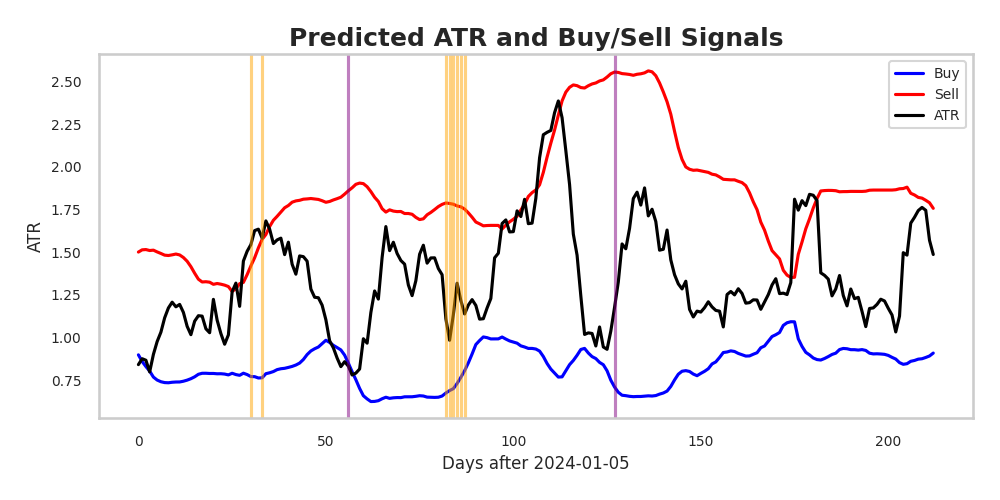 Predicted ATR and Buy/Sell Signals
Buy
Sell
ATR
2.50
2.25
2.00
1.75
1.50
1.25
1.00
0.75
ATR
0 50 100 150 200
Days after 2024-01-05